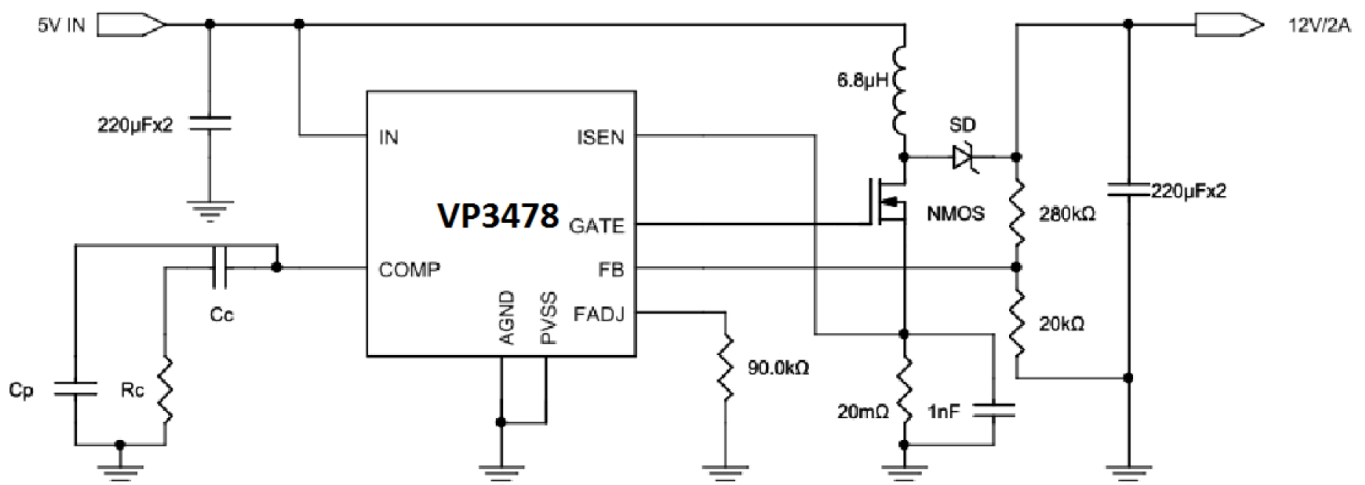 5V IN
12V/2A
6.8µH
220µFx2
IN
ISEN
SD
VP3478
NMOS
280kΩ
220µFx2
GATE
COMP
FB
Cc
AGND
PVSS
FADJ
20kΩ
90.0kΩ
Cp
Rc
20mΩ
1nF